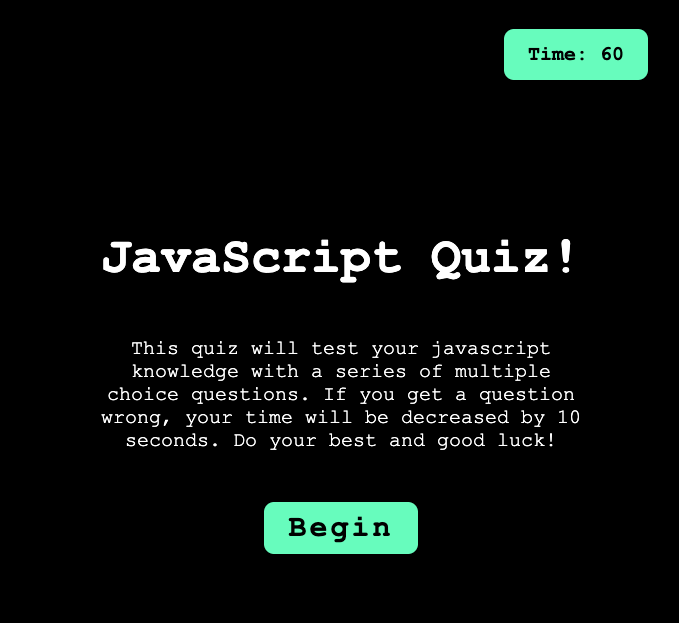 Time: 60
JavaScript Quiz!
This quiz will test your javascript
knowledge with a series of multiple
choice questions. If you get a question
wrong, your time will be decreased by 10
seconds. Do your best and good luck!
Begin